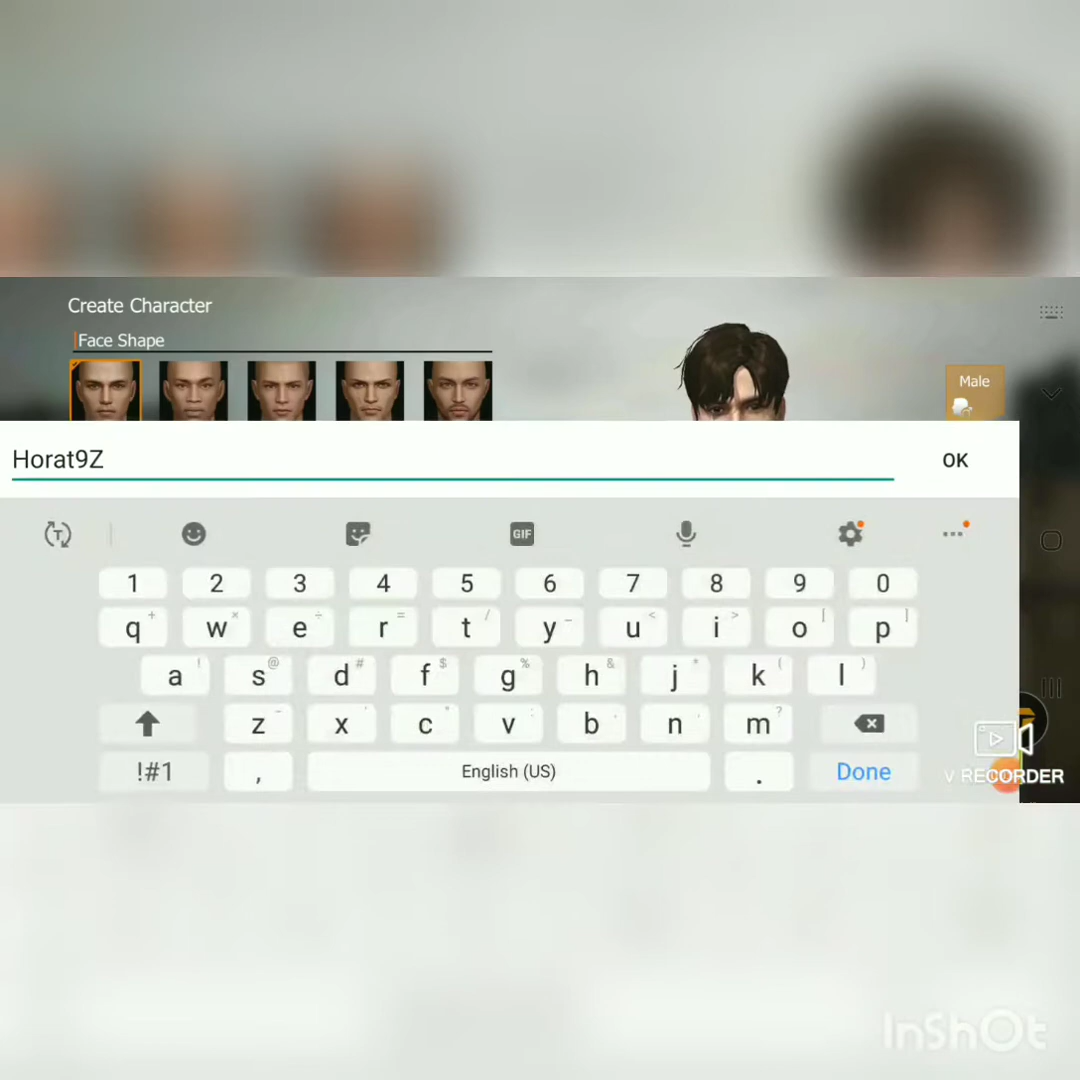 Create Character
Face Shape
Male
Horat9Z
OK
GIF
1 2 3 4 5 6 7 8 9 0
q + w × e ÷ r = t / y _ u < i > o [ p ]
a ! s @ d # f $ g % h & j * k ( l )
z - x ' c " v : b ; n , m ?
!#1 , English (US) . Done
V RECORDER
InShOt